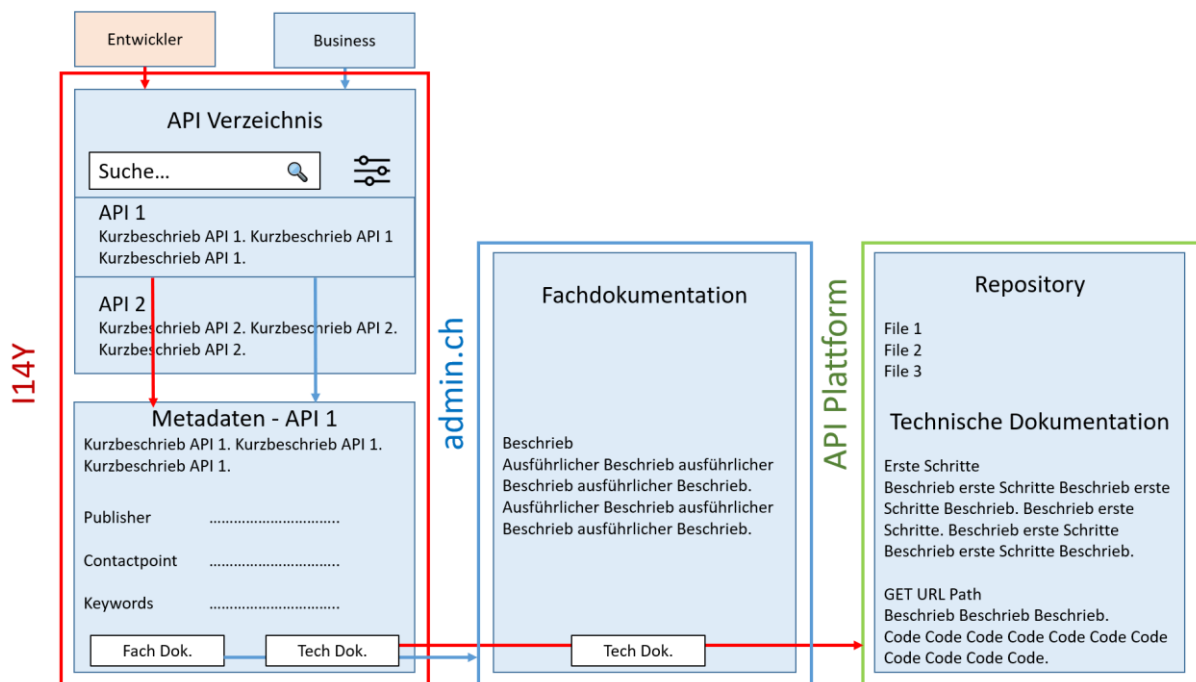 Entwickler
Business
I14Y
API Verzeichnis
Suche...
API 1
Kurzbeschrieb API 1. Kurzbeschrieb API 1
Kurzbeschrieb API 1.
API 2
Kurzbeschrieb API 2. Kurzbeschrieb API 2.
Kurzbeschrieb API 2.
Metadaten - API 1
Kurzbeschrieb API 1. Kurzbeschrieb API 1.
Kurzbeschrieb API 1.
Publisher ................................
Contactpoint ................................
Keywords ................................
Fach Dok.
Tech Dok.
admin.ch
Fachdokumentation
Beschrieb
Ausführlicher Beschrieb ausführlicher
Beschrieb ausführlicher Beschrieb.
Ausführlicher Beschrieb ausführlicher
Beschrieb ausführlicher Beschrieb.
Tech Dok.
API Plattform
Repository
File 1
File 2
File 3
Technische Dokumentation
Erste Schritte
Beschrieb erste Schritte Beschrieb erste
Schritte Beschrieb. Beschrieb erste
Schritte. Beschrieb erste Schritte
Beschrieb erste Schritte Beschrieb.
GET URL Path
Beschrieb Beschrieb Beschrieb.
Code Code Code Code Code Code Code
Code Code Code Code.